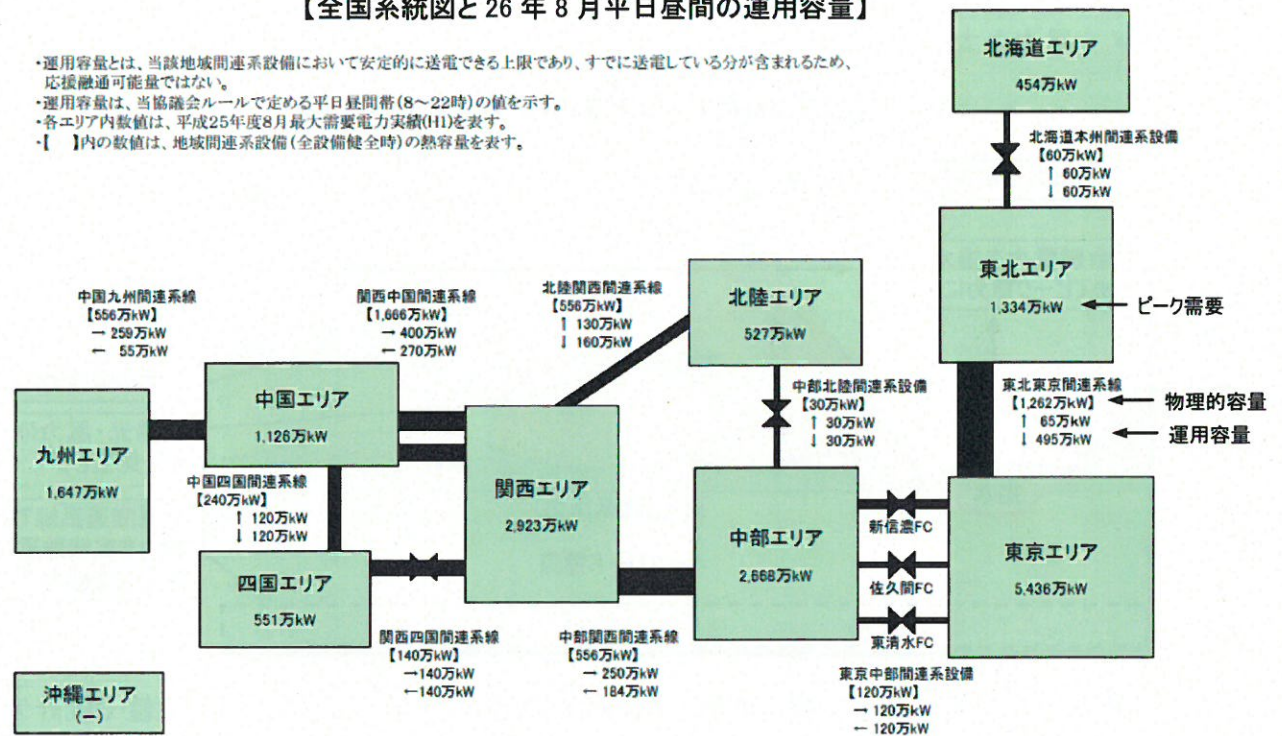 【全国系統図と26年8月平日昼間の運用容量】
・運用容量とは、当該地域間連系設備において安定的に送電できる上限であり、すでに送電している分が含まれるため、
応援融通可能量ではない。
・運用容量は、当協議会ルールで定める平日昼間帯(8～22時)の値を示す。
・各エリア内数値は、平成25年度8月最大需要電力実績(H1)を表す。
・【　】内の数値は、地域間連系設備(全設備健全時)の熱容量を表す。
北海道エリア
454万kW
北海道本州間連系設備
【60万kW】
↑ 60万kW
↓ 60万kW
東北エリア
1,334万kW
← ピーク需要
東北東京間連系線
【1,262万kW】
↑ 65万kW
↓ 495万kW
← 物理的容量
← 運用容量
北陸エリア
527万kW
北陸関西間連系線
【556万kW】
↑ 130万kW
↓ 160万kW
関西中国間連系線
【1,666万kW】
→ 400万kW
← 270万kW
中国九州間連系線
【556万kW】
→ 259万kW
← 55万kW
中部北陸間連系設備
【30万kW】
↑ 30万kW
↓ 30万kW
中国エリア
1,126万kW
九州エリア
1,647万kW
中国四国間連系線
【240万kW】
↑ 120万kW
↓ 120万kW
関西エリア
2,923万kW
四国エリア
551万kW
中部エリア
2,668万kW
新信濃FC
佐久間FC
東清水FC
東京エリア
5,436万kW
関西四国間連系線
【140万kW】
→140万kW
←140万kW
中部関西間連系線
【556万kW】
→ 250万kW
← 184万kW
東京中部間連系設備
【120万kW】
→ 120万kW
← 120万kW
沖縄エリア
(－)